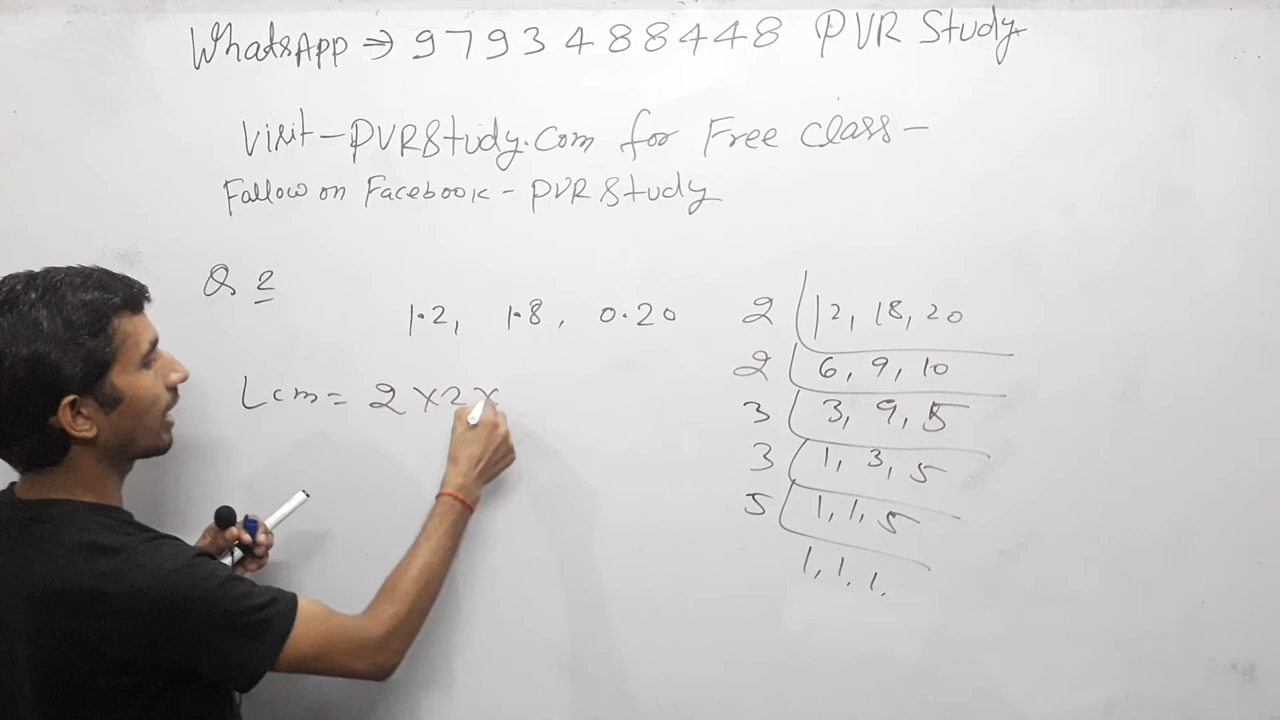 WhatsApp ⇒ 9793488448 PVR Study
Visit-PVRStudy.Com for Free class-
Fallow on Facebook - PVR Study
Q 2
1.2, 1.8, 0.20
Lcm = 2 × 2 ×
2 | 12, 18, 20
2 | 6, 9, 10
3 | 3, 9, 5
3 | 1, 3, 5
5 | 1, 1, 5
1, 1, 1.